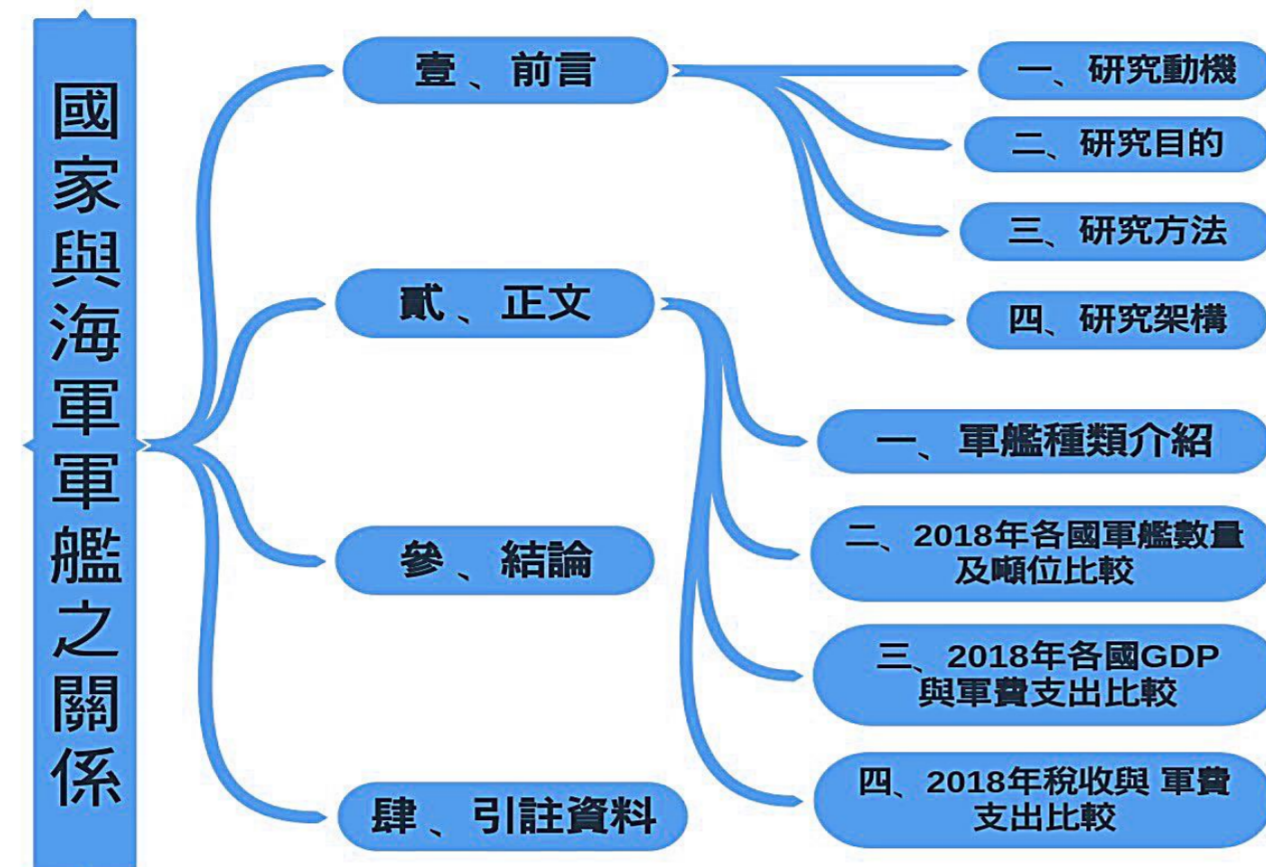 國家與海軍軍艦之關係
壹、前言
一、研究動機
二、研究目的
三、研究方法
四、研究架構
貳、正文
一、軍艦種類介紹
二、2018年各國軍艦數量
及噸位比較
三、2018年各國GDP
與軍費支出比較
四、2018年稅收與 軍費
支出比較
參、結論
肆、引註資料